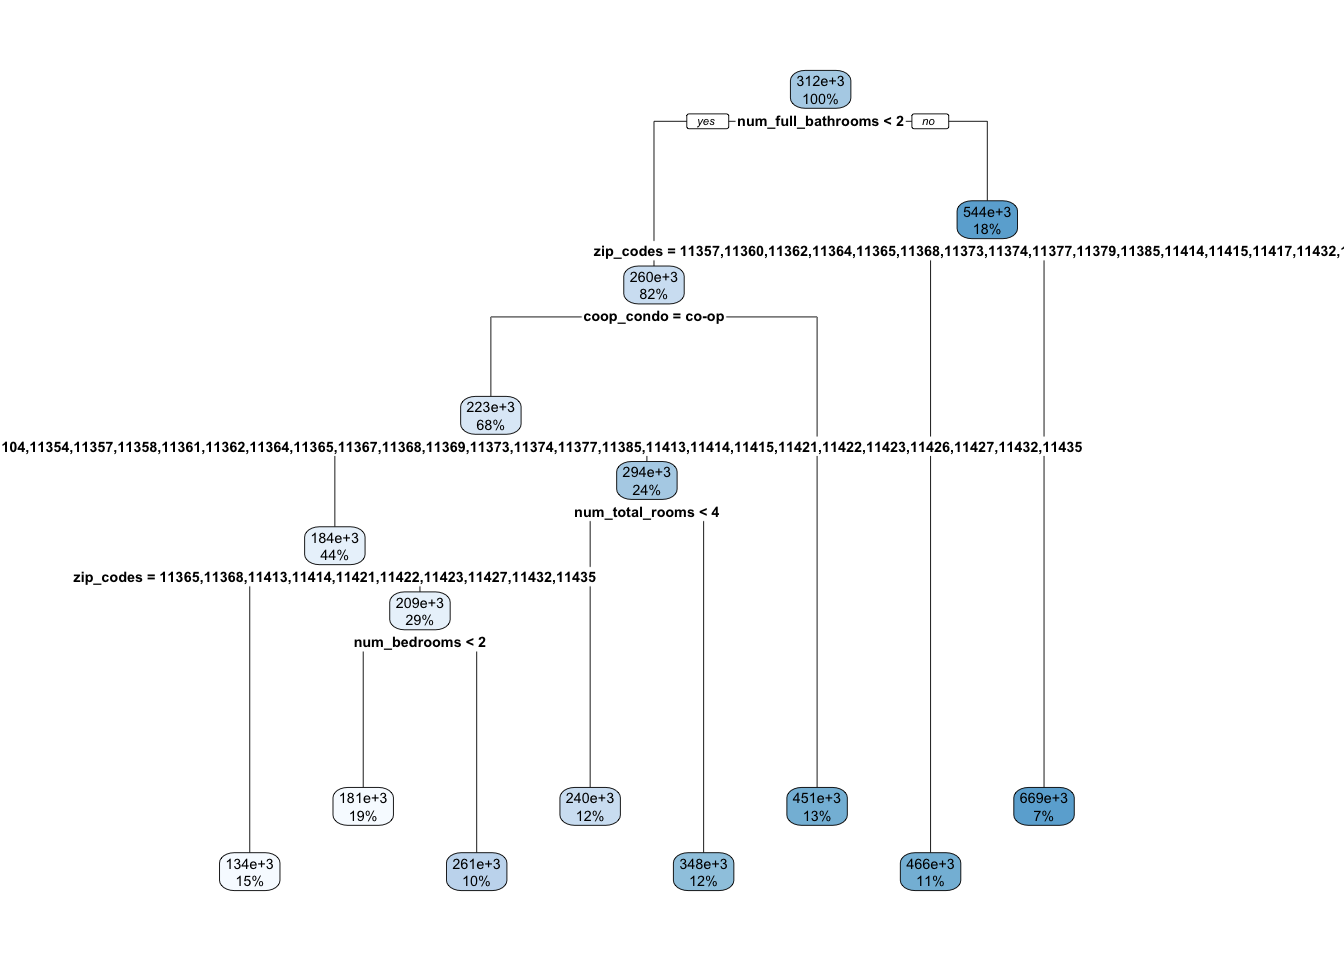 312e+3
100%
yes num_full_bathrooms < 2 no
544e+3
18%
zip_codes = 11357,11360,11362,11364,11365,11368,11373,11374,11377,11379,11385,11414,11415,11417,11432,
260e+3
82%
coop_condo = co-op
223e+3
68%
104,11354,11357,11358,11361,11362,11364,11365,11367,11368,11369,11373,11374,11377,11385,11413,11414,11415,11421,11422,11423,11426,11427,11432,11435
294e+3
24%
num_total_rooms < 4
184e+3
44%
zip_codes = 11365,11368,11413,11414,11421,11422,11423,11427,11432,11435
209e+3
29%
num_bedrooms < 2
181e+3
19%
240e+3
12%
451e+3
13%
669e+3
7%
134e+3
15%
261e+3
10%
348e+3
12%
466e+3
11%